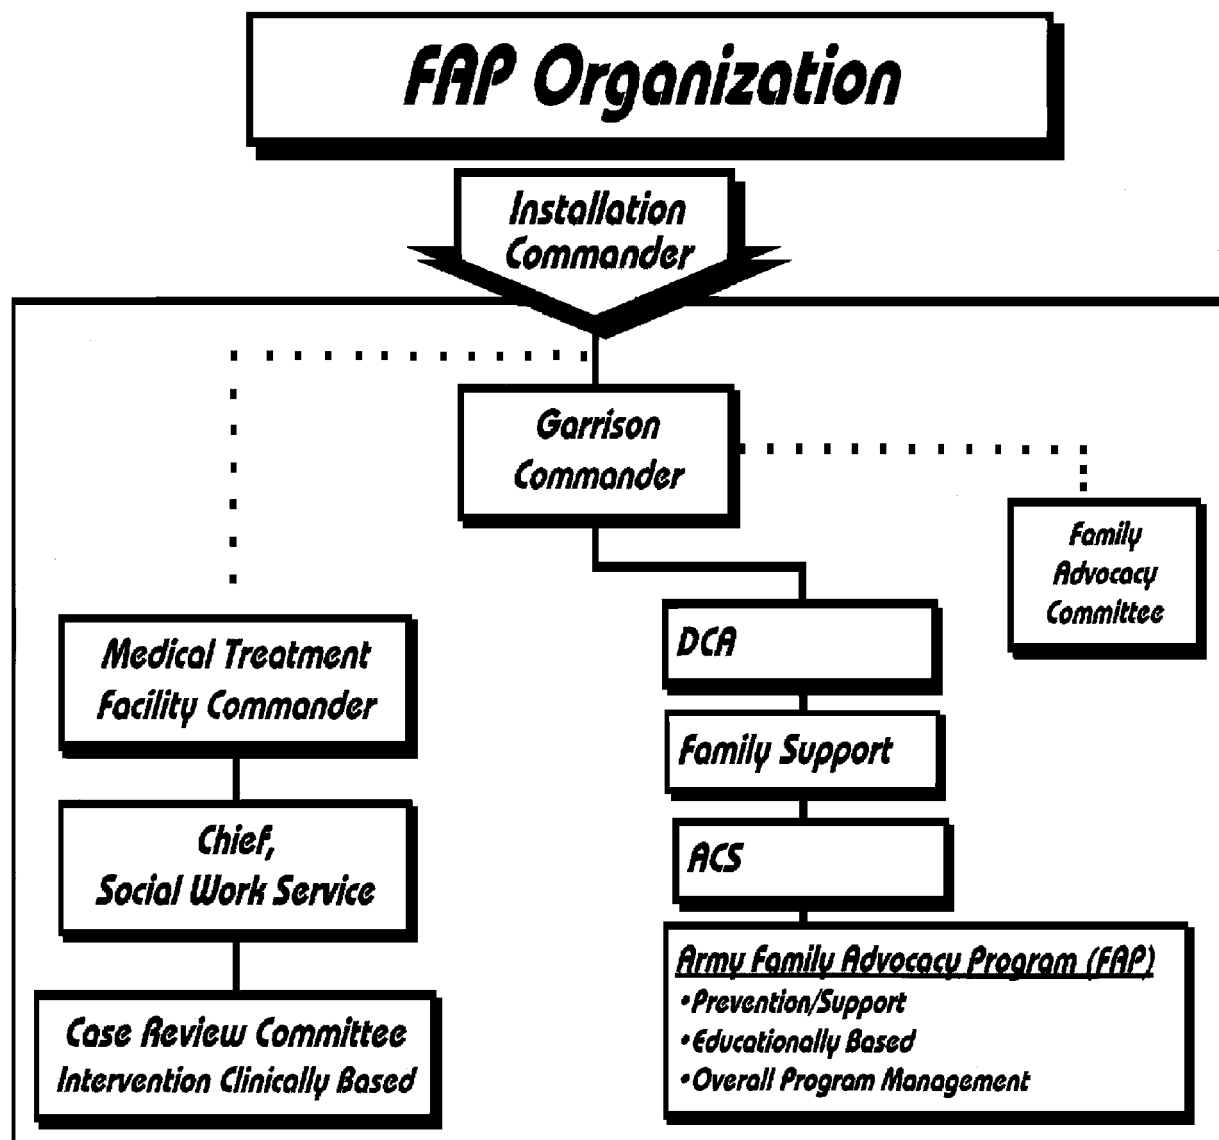 FAP Organization
Installation
Commander
Garrison
Commander
Family
Advocacy
Committee
Medical Treatment
Facility Commander
Chief,
Social Work Service
Case Review Committee
Intervention Clinically Based
DCA
Family Support
ACS
Army Family Advocacy Program (FAP)
•Prevention/Support
•Educationally Based
•Overall Program Management